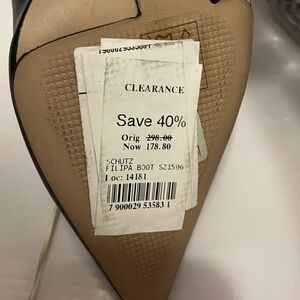 7900029535831
CLEARANCE
Save 40%
Orig 298.00
Now 178.80
SCHUTZ
FILIPA BOOT S21596
Loc: 14181
7 900029 53583 1